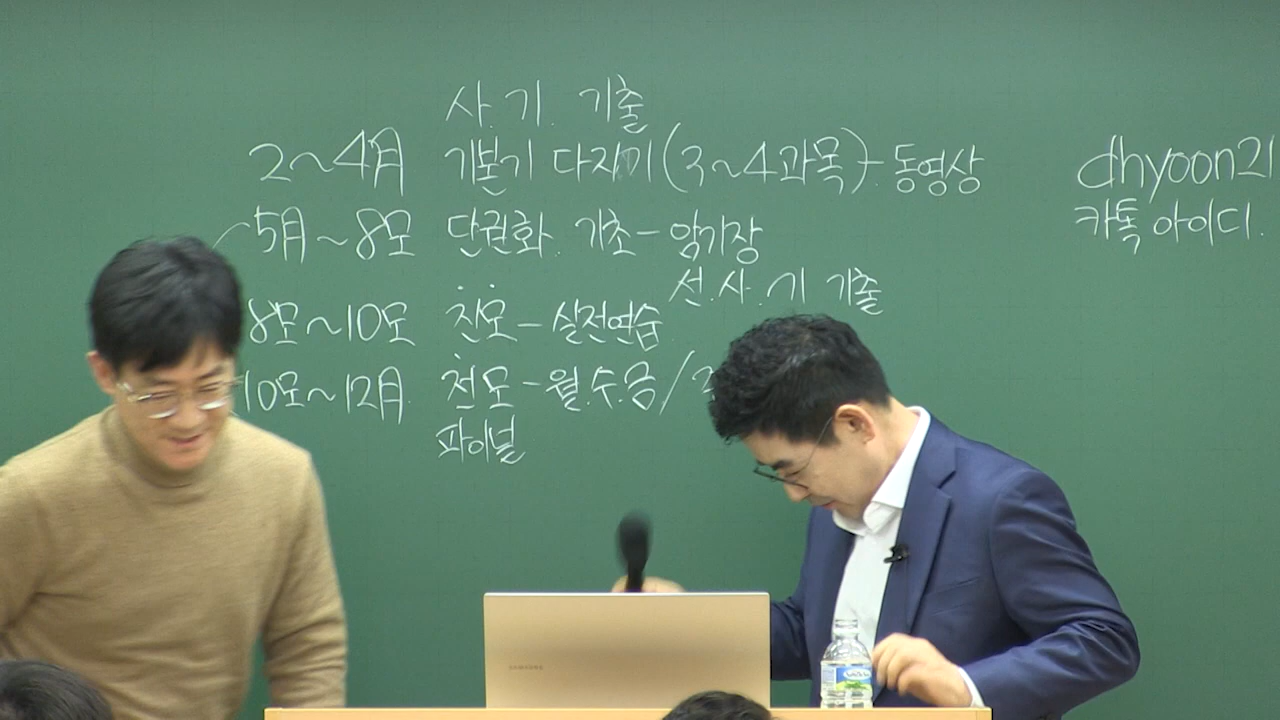 사. 기. 기출
2~4月 기본기 다지미(3~4과목)-동영상
5月~8모 단권화. 기초-암기장
선.사.기 기출
8모~10모 찬모-실전연습
10모~12月. 전모-월.수.금/
파이널
dhyoon21
카톡 아이디.